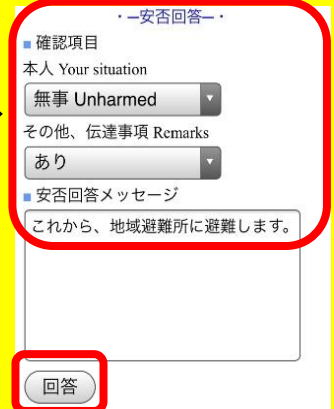 ・ー安否回答ー・
■ 確認項目
本人 Your situation
無事 Unharmed
その他、伝達事項 Remarks
あり
■ 安否回答メッセージ
これから、地域避難所に避難します。
回答